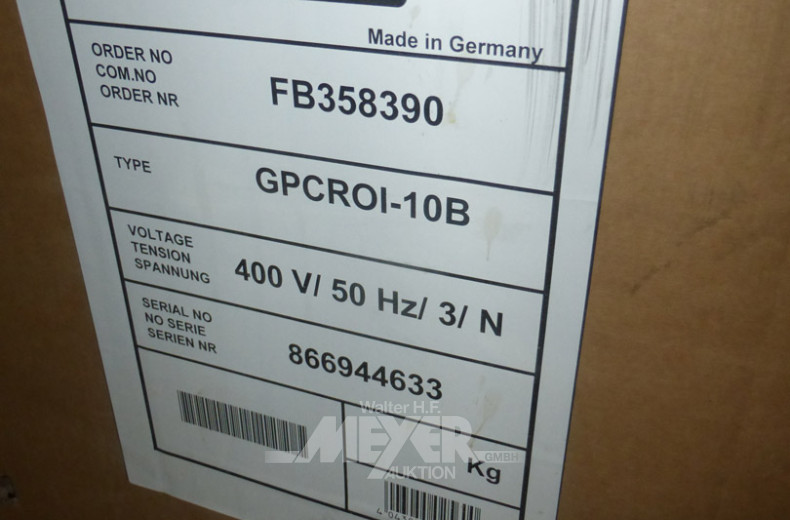 Made in Germany
ORDER NO
COM.NO
ORDER NR
FB358390
TYPE
GPCROI-10B
VOLTAGE
TENSION
SPANNUNG
400 V/ 50 Hz/ 3/ N
SERIAL NO
NO SERIE
SERIEN NR
866944633
Walter H.F.
MEYER
GMBH
AUKTION
Kg